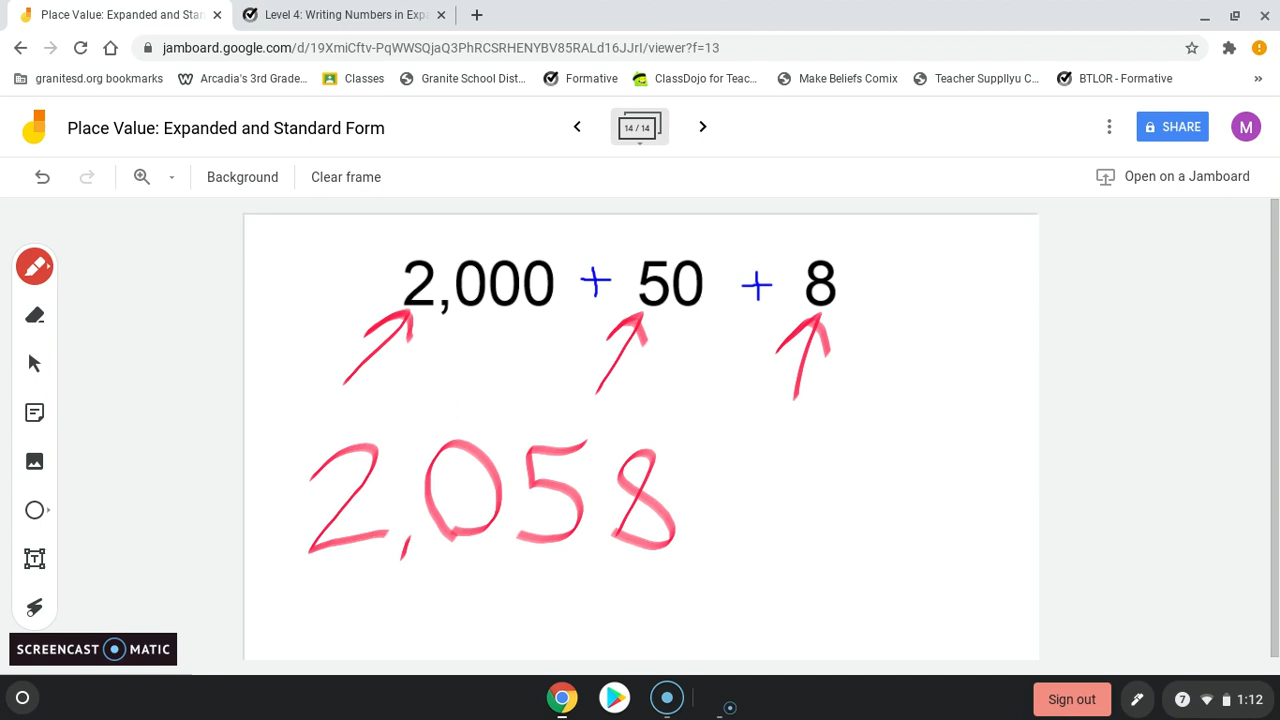 Place Value: Expanded and Stan
Level 4: Writing Numbers in Expa
jamboard.google.com/d/19XmiCftv-PqWWSQjaQ3PhRCSRHENYBV85RALd16JJrI/viewer?f=13
granitesd.org bookmarks Arcadia's 3rd Grade... Classes Granite School Dist... Formative ClassDojo for Teac... Make Beliefs Comix Teacher Suppllyu C... BTLOR - Formative »
Place Value: Expanded and Standard Form 14 / 14 SHARE M
Background Clear frame Open on a Jamboard
2,000 + 50 + 8
2,058
SCREENCAST MATIC
Sign out 7 1:12